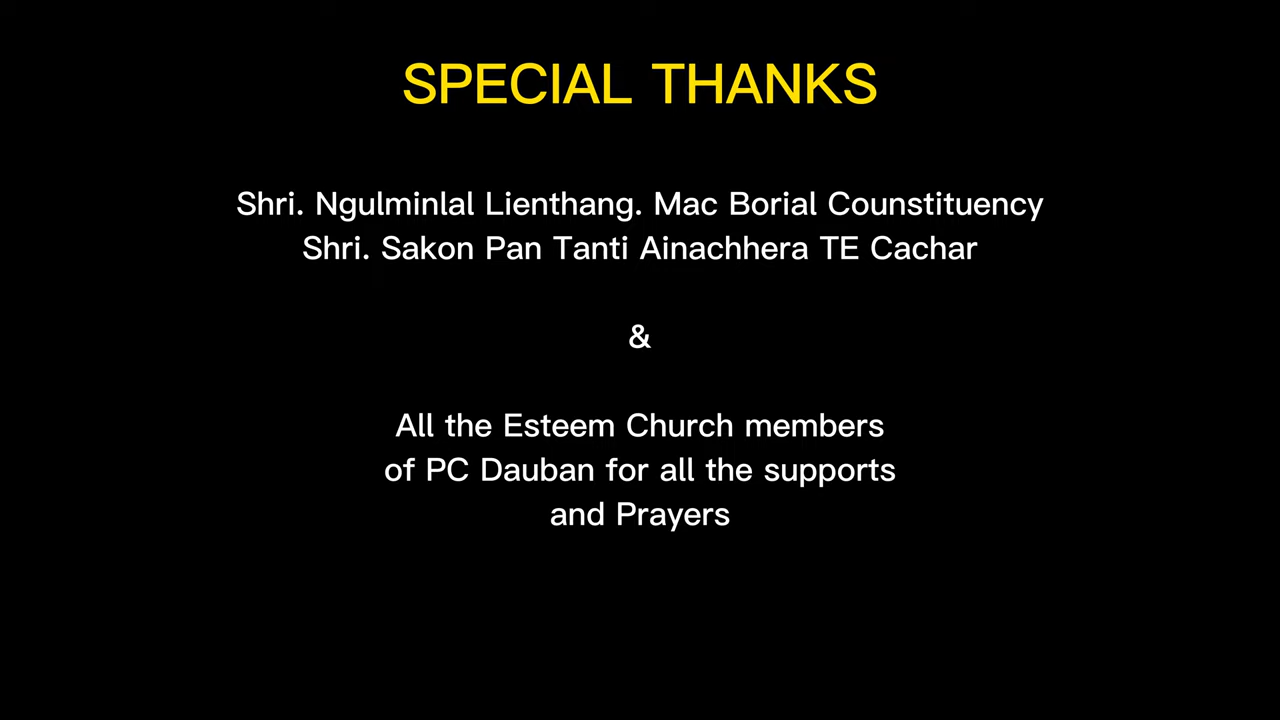 SPECIAL THANKS
Shri. Ngulminlal Lienthang. Mac Borial Counstituency
Shri. Sakon Pan Tanti Ainachhera TE Cachar
&
All the Esteem Church members
of PC Dauban for all the supports
and Prayers